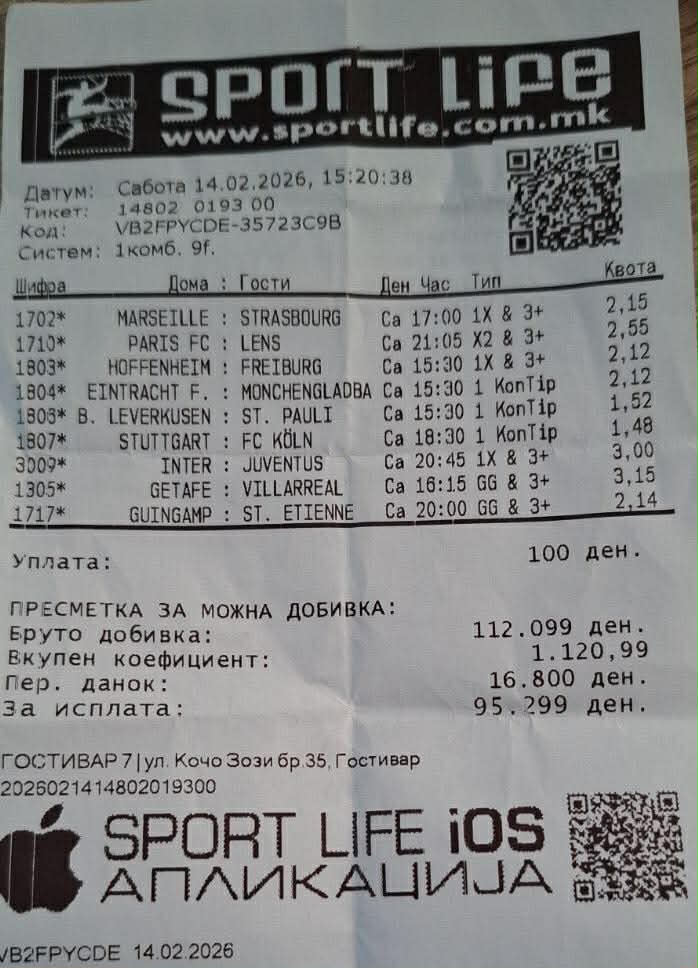 SPORT LIFE
www.sportlife.com.mk
Датум: Сабота 14.02.2026, 15:20:38
Тикет: 14802 0193 00
Код: VB2FPYCDE-35723C9B
Систем: 1комб. 9f.
Шифра Дома : Гости Ден Час Тип Квота
1702* MARSEILLE : STRASBOURG Са 17:00 1X & 3+ 2,15
1710* PARIS FC : LENS Са 21:05 X2 & 3+ 2,55
1803* HOFFENHEIM : FREIBURG Са 15:30 1X & 3+ 2,12
1804* EINTRACHT F. : MONCHENGLADBA Са 15:30 1 KonTip 2,12
1806* B. LEVERKUSEN : ST. PAULI Са 15:30 1 KonTip 1,52
1807* STUTTGART : FC KÖLN Са 18:30 1 KonTip 1,48
3009* INTER : JUVENTUS Са 20:45 1X & 3+ 3,00
1305* GETAFE : VILLARREAL Са 16:15 GG & 3+ 3,15
1717* GUINGAMP : ST. ETIENNE Са 20:00 GG & 3+ 2,14
Уплата: 100 ден.
ПРЕСМЕТКА ЗА МОЖНА ДОБИВКА:
Бруто добивка: 112.099 ден.
Вкупен коефициент: 1.120,99
Пер. данок: 16.800 ден.
За исплата: 95.299 ден.
ГОСТИВАР 7|ул. Кочо Зози бр.35, Гостивар
2026021414802019300
SPORT LIFE iOS
АПЛИКАЦИЈА
VB2FPYCDE 14.02.2026